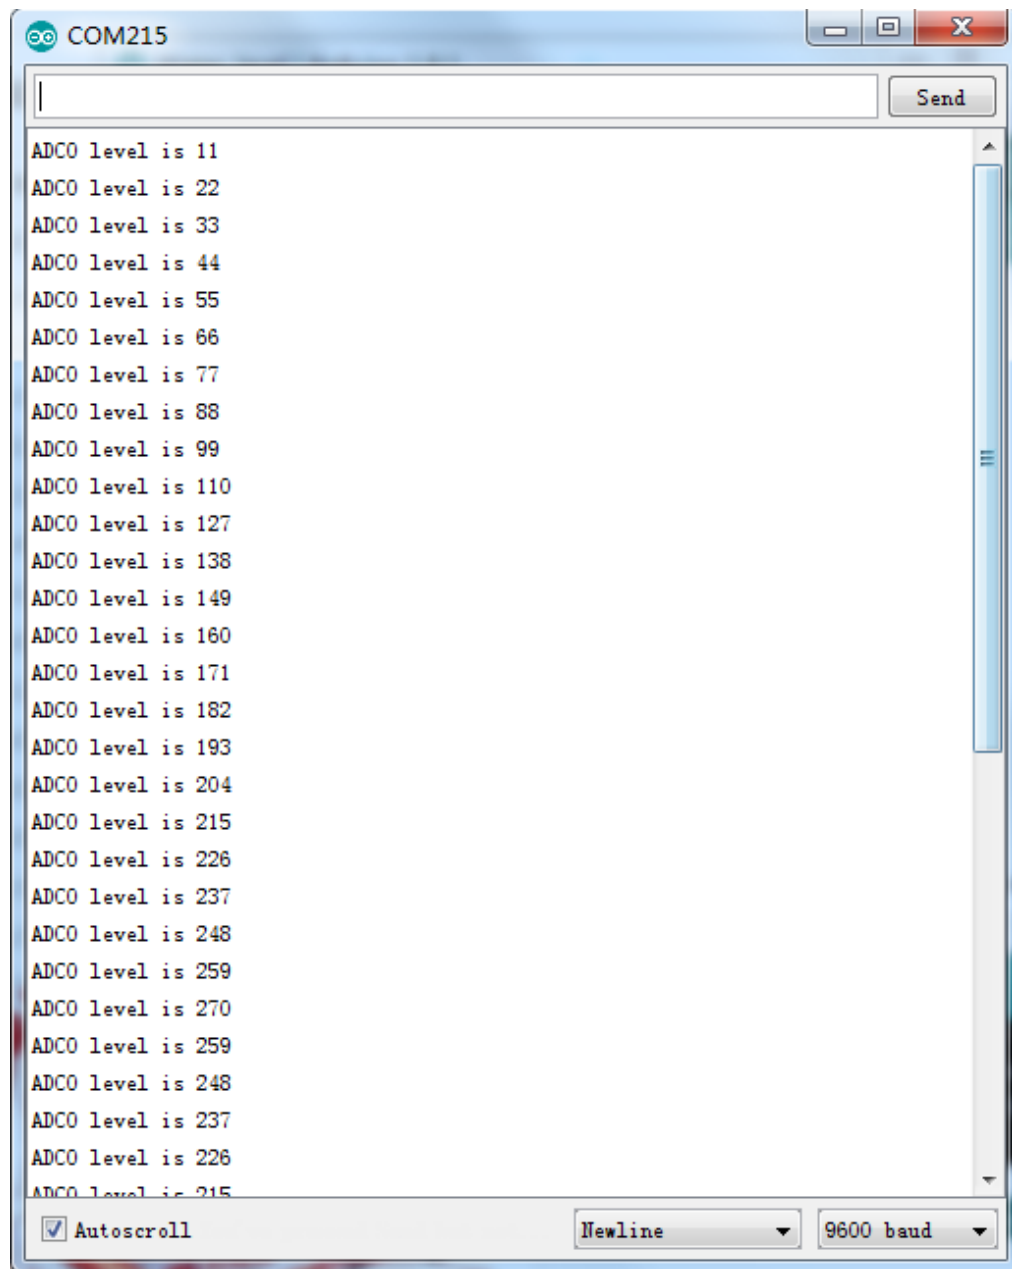 COM215
Send
ADC0 level is 11
ADC0 level is 22
ADC0 level is 33
ADC0 level is 44
ADC0 level is 55
ADC0 level is 66
ADC0 level is 77
ADC0 level is 88
ADC0 level is 99
ADC0 level is 110
ADC0 level is 127
ADC0 level is 138
ADC0 level is 149
ADC0 level is 160
ADC0 level is 171
ADC0 level is 182
ADC0 level is 193
ADC0 level is 204
ADC0 level is 215
ADC0 level is 226
ADC0 level is 237
ADC0 level is 248
ADC0 level is 259
ADC0 level is 270
ADC0 level is 259
ADC0 level is 248
ADC0 level is 237
ADC0 level is 226
ADC0 level is 215
Autoscroll Newline 9600 baud